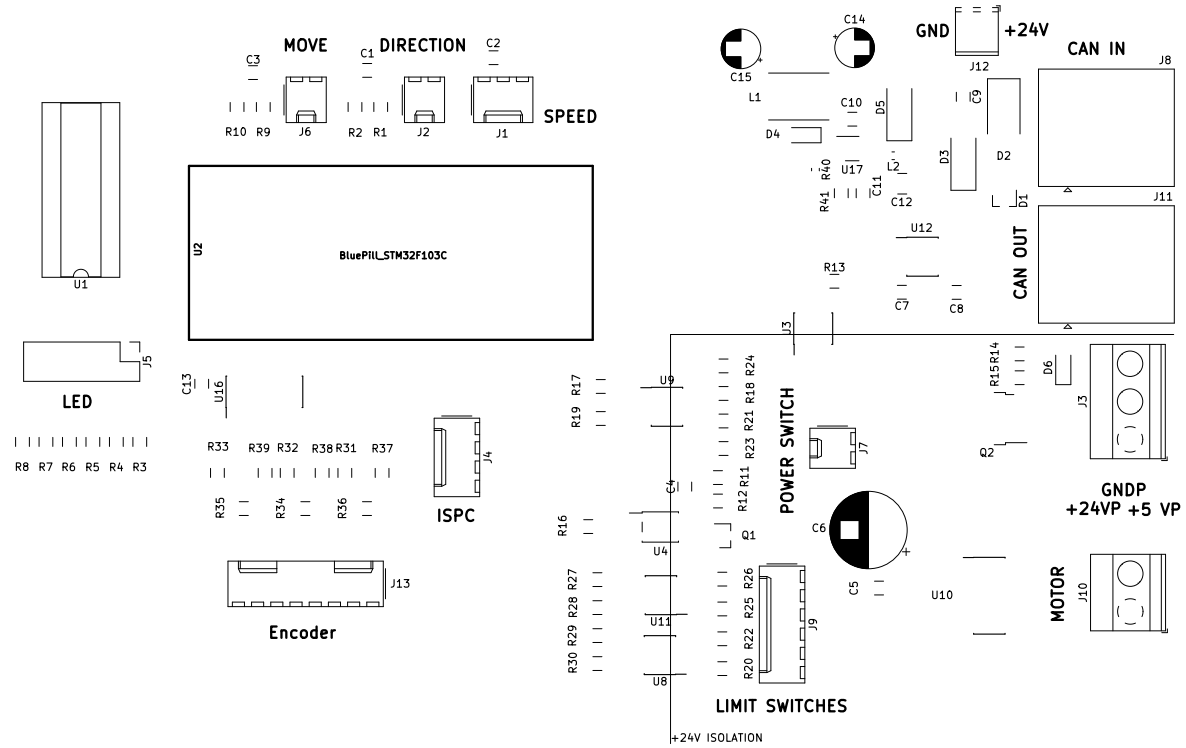 C14
GND +24V
MOVE DIRECTION C2
C3 C1
C15
J12
CAN IN
J8
L1
C10
D5
C9
R10 R9 J6 R2 R1 J2 J1 SPEED
D4
D3
D2
R40
U17
L2
R41
C11
C12
D1
J11
U1
U2
BluePill_STM32F103C
U12
CAN OUT
R13
C7
C8
J3
J5
LED
C13
U16
R17
R19
U9
R24
R18
R21
R23
POWER SWITCH
R14
R15
D6
J3
R8 R7 R6 R5 R4 R3
R33 R39 R32 R38 R31 R37
J4
ISPC
C4
R11
R12
J7
Q2
GNDP
+24VP +5 VP
R35
R34
R36
R16
U4
Q1
C6
C5
U10
MOTOR
J10
J13
Encoder
R27
R28
R29
R30
U11
U8
R26
R25
R22
R20
J9
LIMIT SWITCHES
+24V ISOLATION